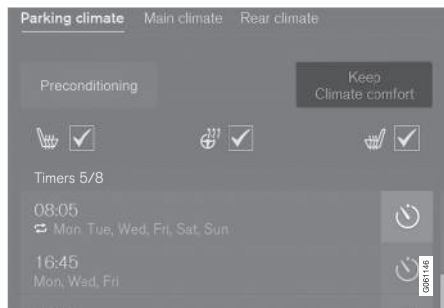 Parking climate Main climate Rear climate
Preconditioning
Keep
Climate comfort
Timers 5/8
08:05
Mon, Tue, Wed, Fri, Sat, Sun
16:45
Mon, Wed, Fri
G061146